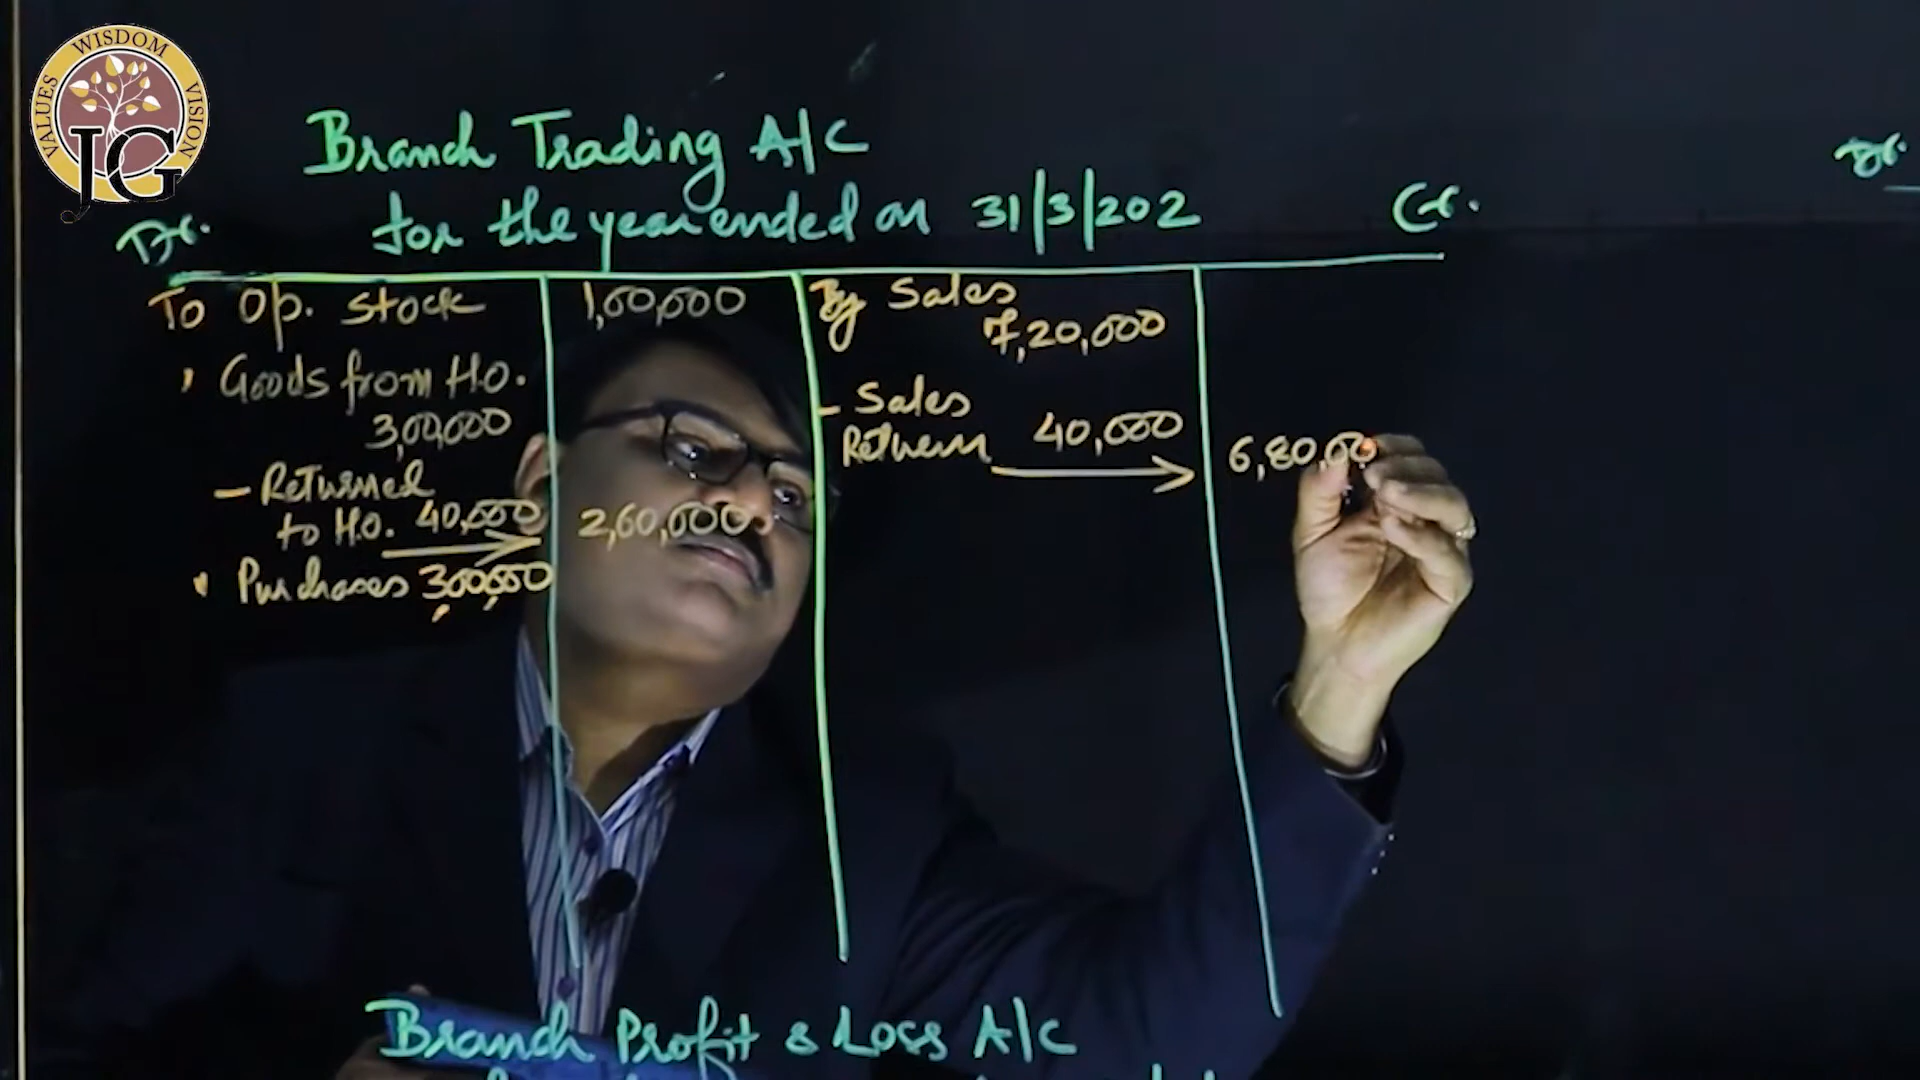 VALUES WISDOM VISION
JG
Branch Trading A/C
for the year ended on 31/3/202
Dr.
Cr.
Dr.
To Op. Stock 1,00,000
" Goods from H.O.
3,00,000
- Returned
to H.O. 40,000 2,60,000
" Purchases 3,00,000
By Sales
7,20,000
- Sales
Return 40,000 6,80,00
Branch Profit & Loss A/C